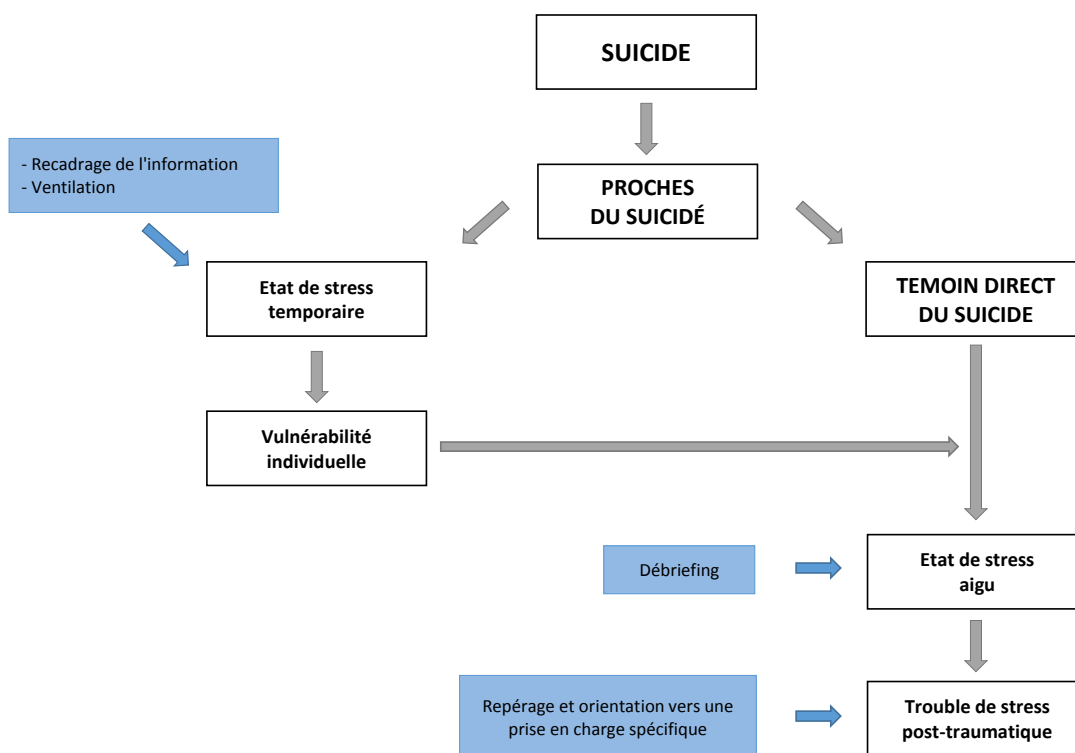 SUICIDE
- Recadrage de l'information
- Ventilation
PROCHES
DU SUICIDÉ
Etat de stress
temporaire
TEMOIN DIRECT
DU SUICIDE
Vulnérabilité
individuelle
Débriefing
Etat de stress
aigu
Repérage et orientation vers une
prise en charge spécifique
Trouble de stress
post-traumatique